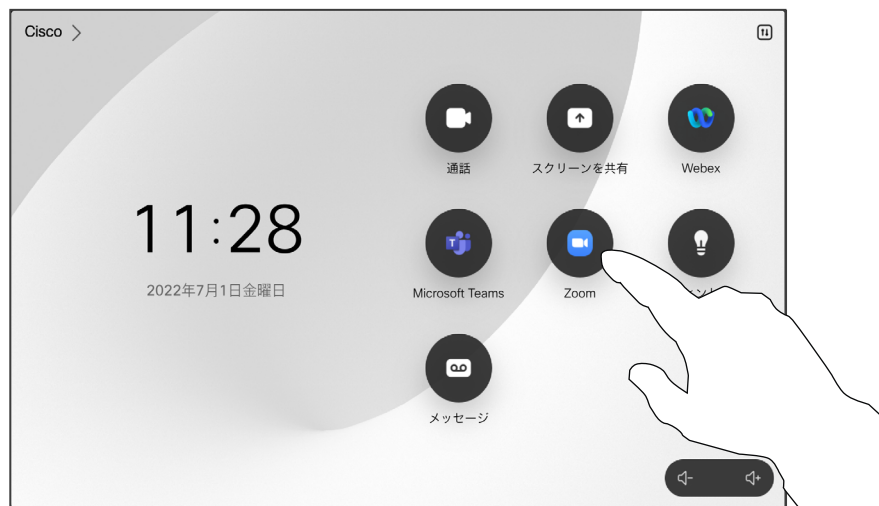 Cisco
通話
スクリーンを共有
Webex
11:28
2022年7月1日金曜日
Microsoft Teams
Zoom
メッセージ